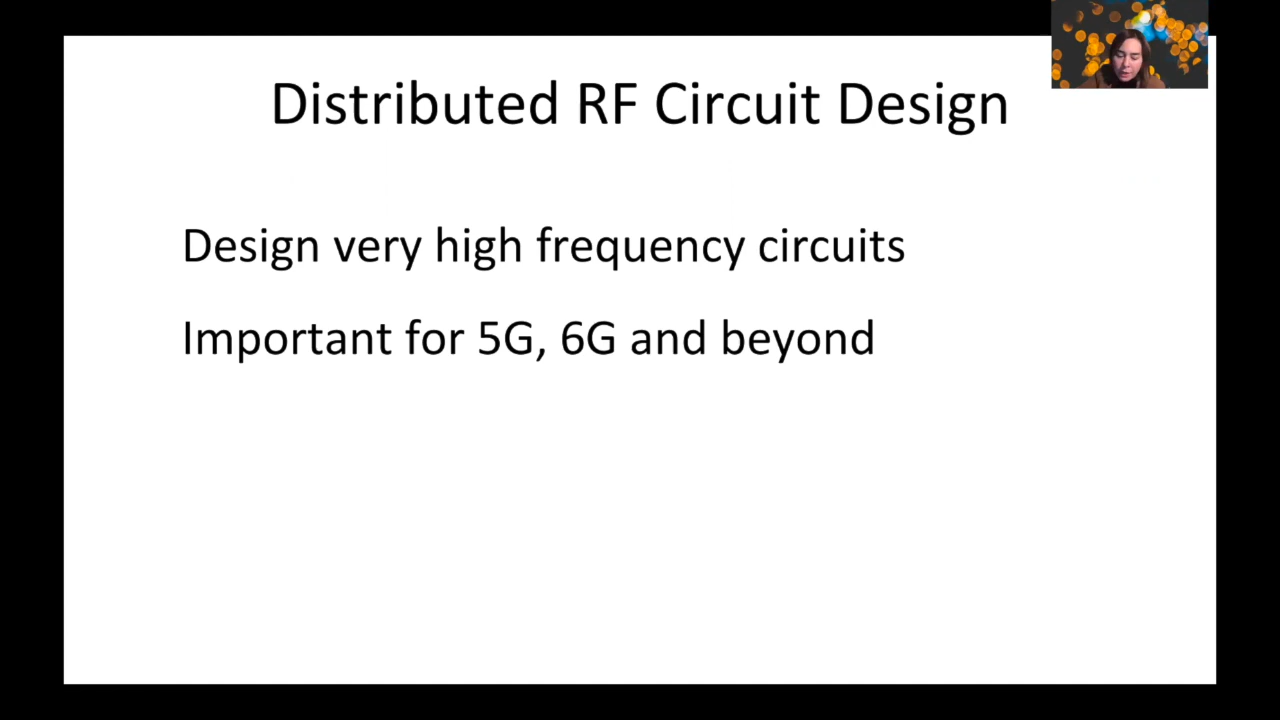 Distributed RF Circuit Design
Design very high frequency circuits
Important for 5G, 6G and beyond